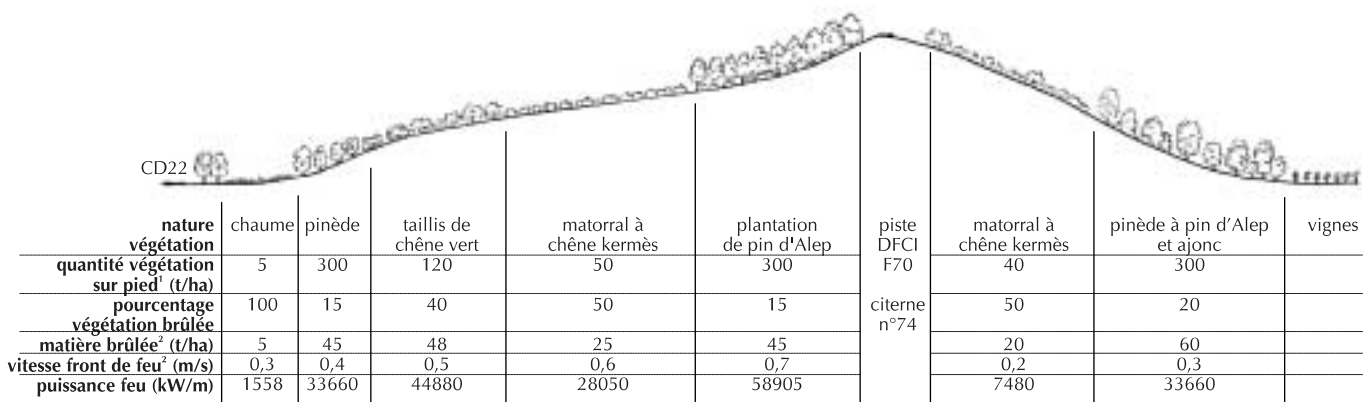 CD22
nature végétation chaume pinède taillis de chêne vert matorral à chêne kermès plantation de pin d'Alep piste DFCI matorral à chêne kermès pinède à pin d'Alep et ajonc vignes
quantité végétation sur pied¹ (t/ha) 5 300 120 50 300 F70 40 300
pourcentage végétation brûlée 100 15 40 50 15 citerne n°74 50 20
matière brûlée² (t/ha) 5 45 48 25 45 20 60
vitesse front de feu² (m/s) 0,3 0,4 0,5 0,6 0,7 0,2 0,3
puissance feu (kW/m) 1558 33660 44880 28050 58905 7480 33660